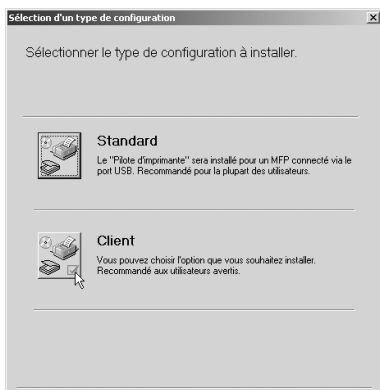 Sélection d'un type de configuration
Sélectionner le type de configuration à installer.
Standard
Le "Pilote d'imprimante" sera installé pour un MFP connecté via le
port USB. Recommandé pour la plupart des utilisateurs.
Client
Vous pouvez choisir l'option que vous souhaitez installer.
Recommandé aux utilisateurs avertis.